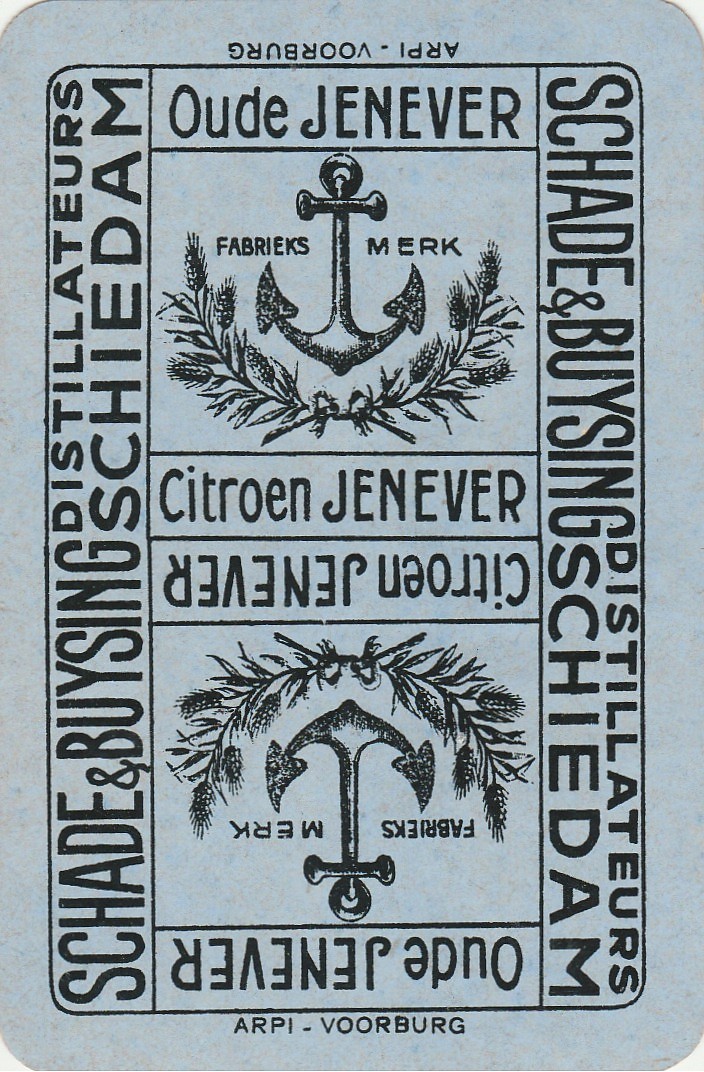 ARPI - VOORBURG
Oude JENEVER
FABRIEKS MERK
Citroen JENEVER
SCHADE & BUYSING
DISTILLATEURS
SCHIEDAM
SCHADE & BUYSING
DISTILLATEURS
SCHIEDAM
Citroen JENEVER
FABRIEKS MERK
Oude JENEVER
ARPI - VOORBURG